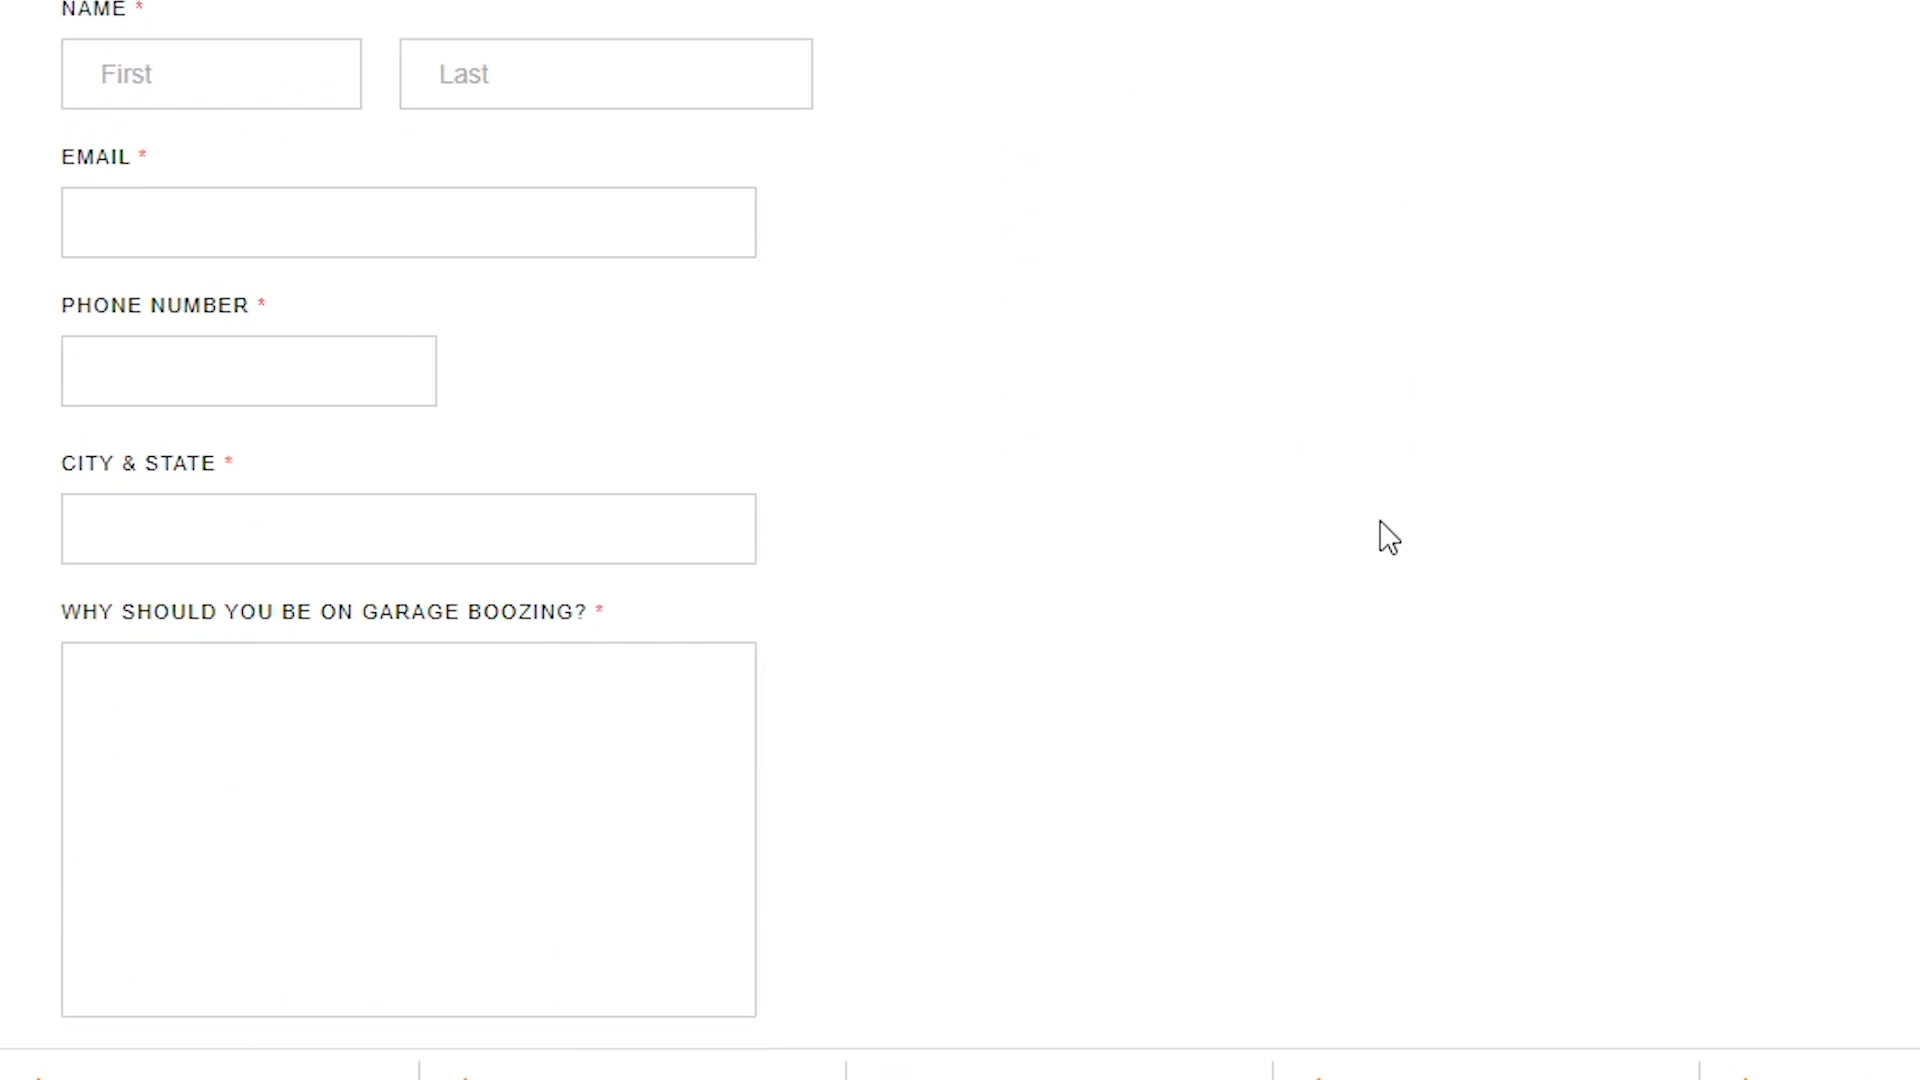 NAME *
First
Last
EMAIL *
PHONE NUMBER *
CITY & STATE *
WHY SHOULD YOU BE ON GARAGE BOOZING? *